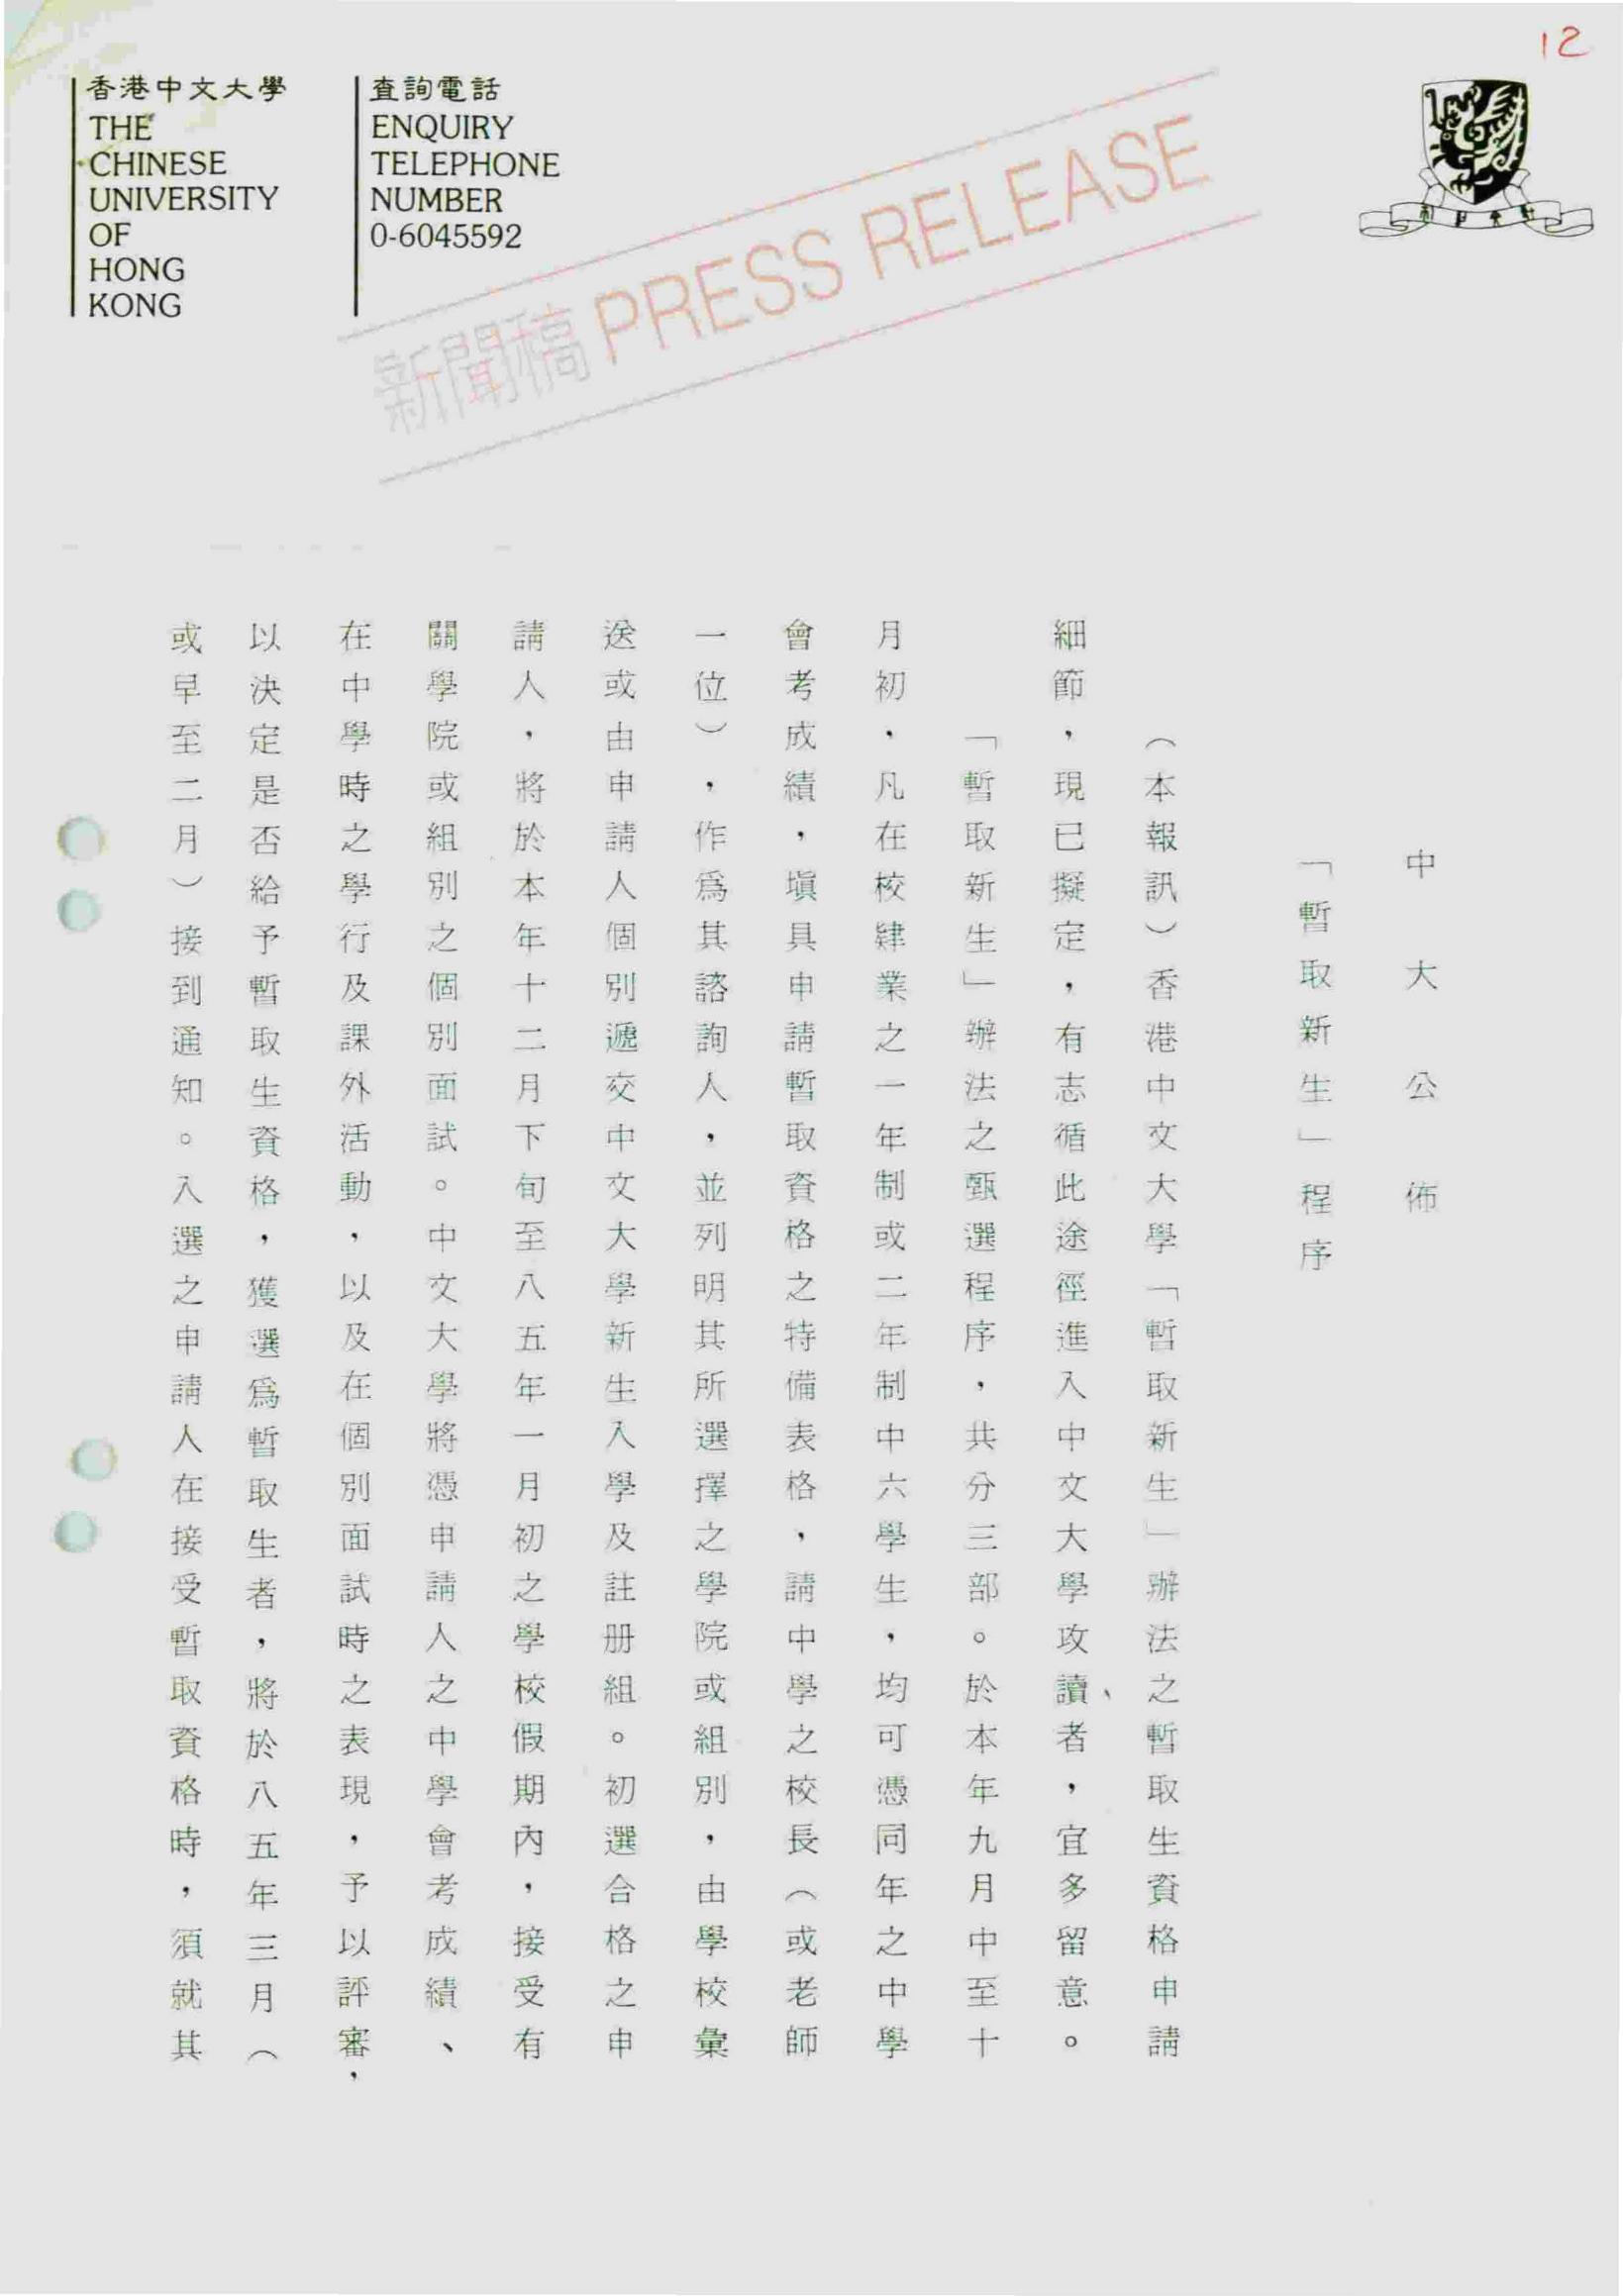 12
香港中文大學
THE
CHINESE
UNIVERSITY
OF
HONG
KONG
查詢電話
ENQUIRY
TELEPHONE
NUMBER
0-6045592
新聞稿 PRESS RELEASE
中大公佈
「暫取新生」程序
（本報訊）香港中文大學「暫取新生」辦法之暫取生資格申請
細節，現已擬定，有志循此途徑進入中文大學攻讀者，宜多留意。
「暫取新生」辦法之甄選程序，共分三部。於本年九月中至十
月初，凡在校肄業之一年制或二年制中六學生，均可憑同年之中學
會考成績，塡具申請暫取資格之特備表格，請中學之校長（或老師
一位），作爲其諮詢人，並列明其所選擇之學院或組別，由學校彙
送或由申請人個別遞交中文大學新生入學及註册組。初選合格之申
請人，將於本年十二月下旬至八五年一月初之學校假期內，接受有
關學院或組別之個別面試。中文大學將憑申請人之中學會考成績、
在中學時之學行及課外活動，以及在個別面試時之表現，予以評審，
以決定是否給予暫取生資格，獲選爲暫取生者，將於八五年三月（
或早至二月）接到通知。入選之申請人在接受暫取資格時，須就其